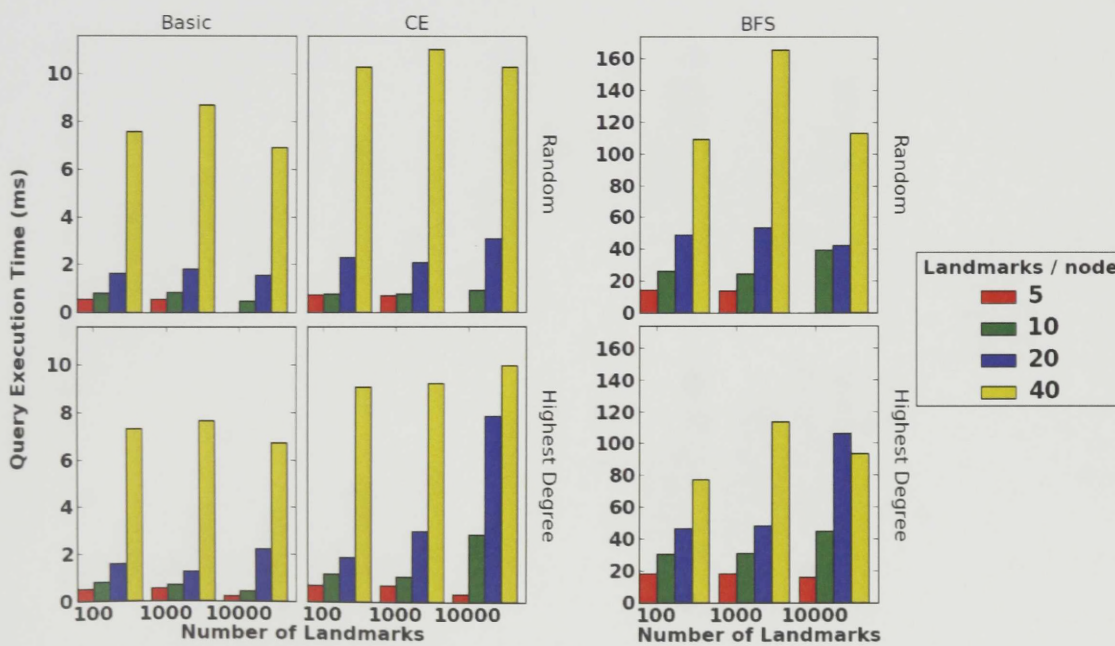 Basic
CE
BFS
Query Execution Time (ms)
10
8
6
4
2
0
Random
160
140
120
100
80
60
40
20
0
Random
10
8
6
4
2
0
Highest Degree
160
140
120
100
80
60
40
20
0
Highest Degree
100 1000 10000
100 1000 10000
100 1000 10000
Number of Landmarks
Number of Landmarks
Landmarks / node
5
10
20
40